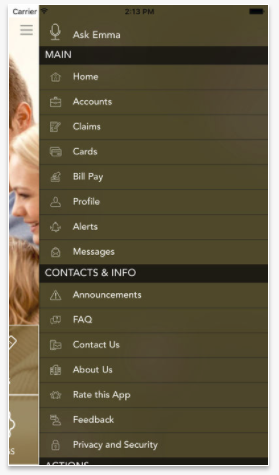 Carrier 2:13 PM
Ask Emma
MAIN
Home
Accounts
Claims
Cards
Bill Pay
Profile
Alerts
Messages
CONTACTS & INFO
Announcements
FAQ
Contact Us
About Us
Rate this App
Feedback
Privacy and Security
ACTIONS